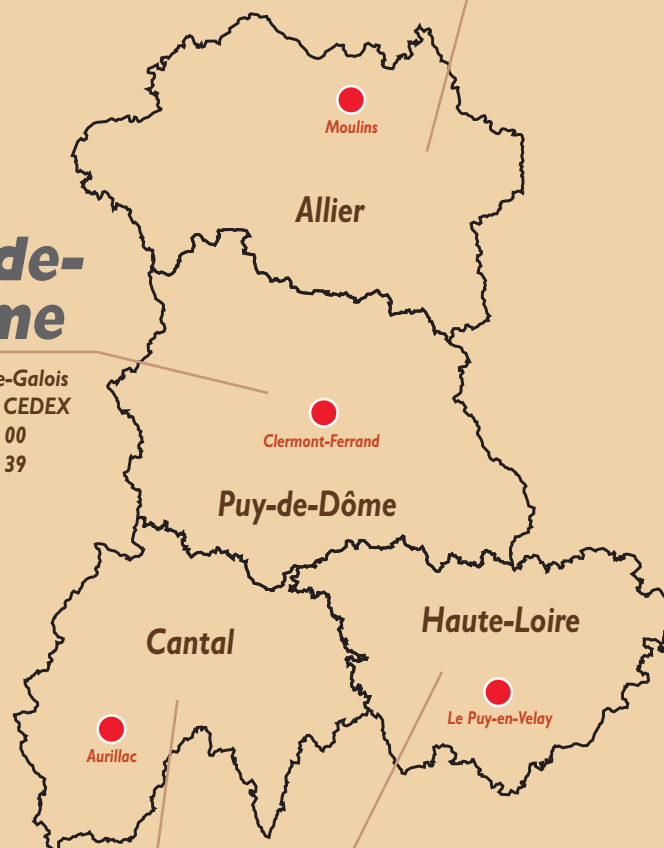 Moulins
Allier
de-
me
e-Galois
CEDEX
00
39
Clermont-Ferrand
Puy-de-Dôme
Haute-Loire
Cantal
Le Puy-en-Velay
Aurillac